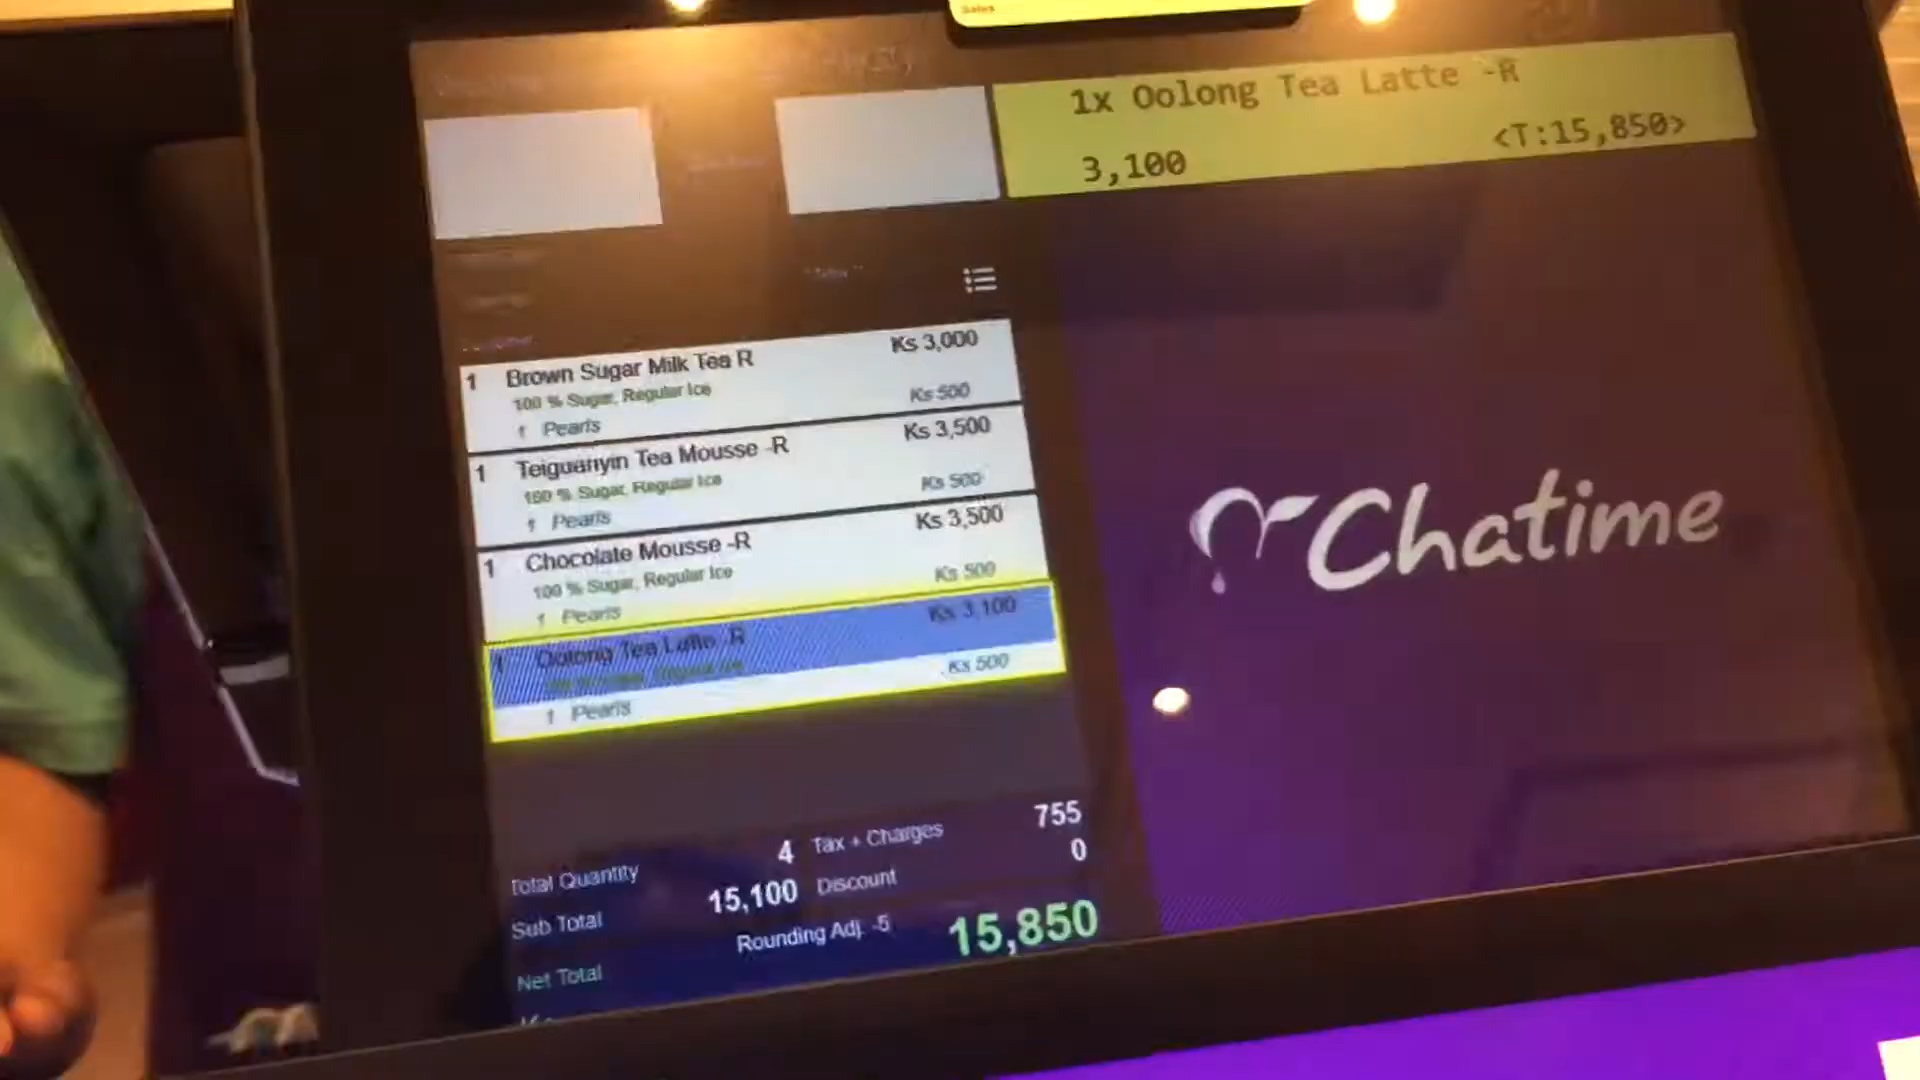 Sales
1x Oolong Tea Latte -R
3,100 <T:15,850>
1 Brown Sugar Milk Tea R Ks 3,000
100 % Sugar, Regular Ice
1 Pearls Ks 500
1 Teiguanyin Tea Mousse -R Ks 3,500
100 % Sugar, Regular Ice
1 Pearls Ks 500
1 Chocolate Mousse -R Ks 3,500
100 % Sugar, Regular Ice
1 Pearls Ks 500
1 Oolong Tea Latte -R Ks 3,100
1 Pearls Ks 500
Chatime
Total Quantity 4 Tax + Charges 755
Sub Total 15,100 Discount 0
Rounding Adj. -5
Net Total 15,850